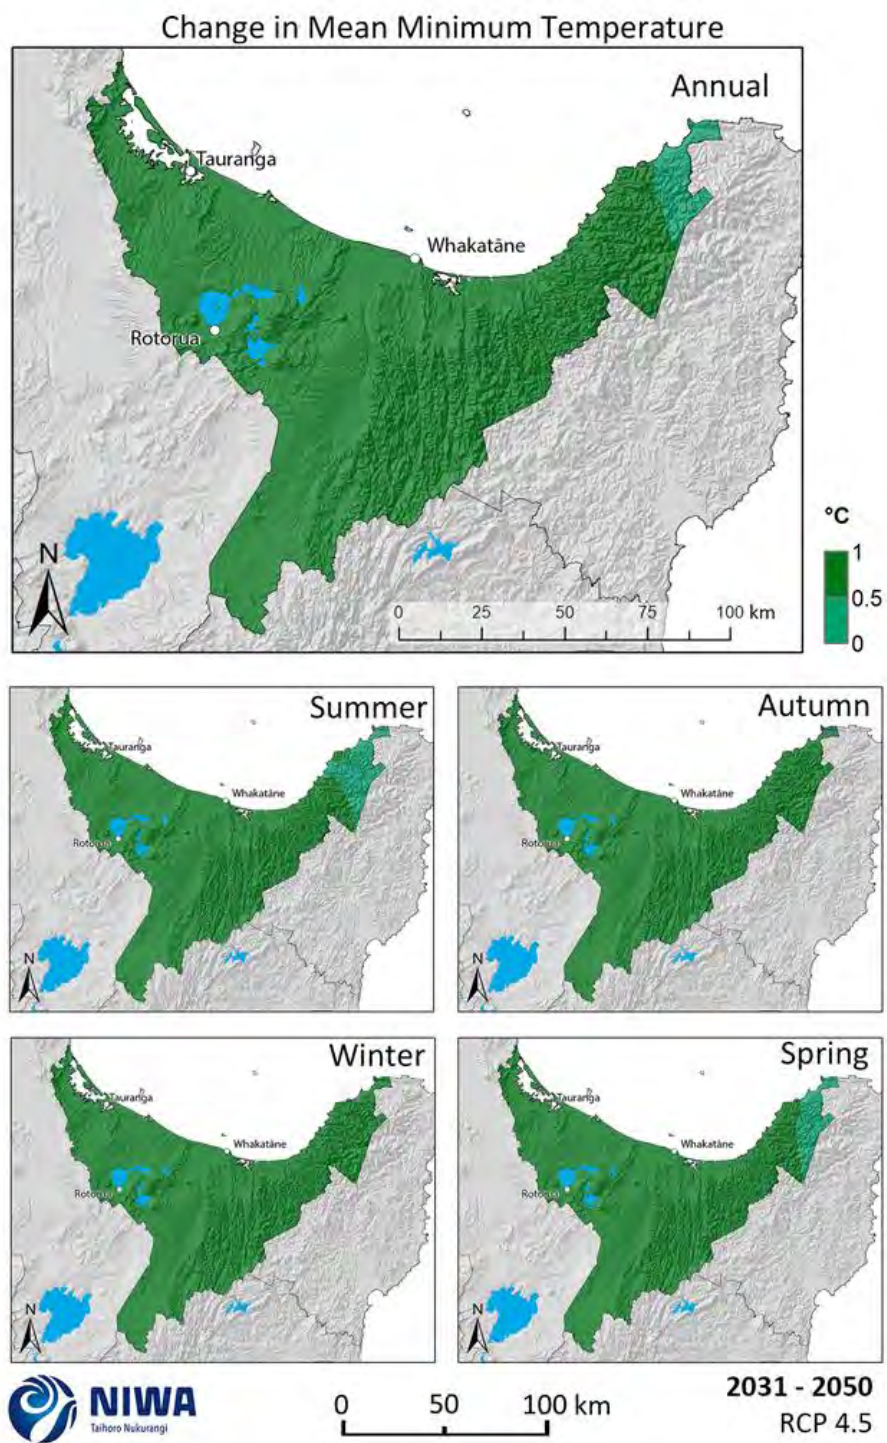 Change in Mean Minimum Temperature
Annual
Tauranga
Whakatāne
Rotorua
°C
1
0.5
0
N
0 25 50 75 100 km
Summer
Tauranga
Whakatāne
Rotorua
N
Autumn
Tauranga
Whakatāne
Rotorua
N
Winter
Tauranga
Whakatāne
Rotorua
N
Spring
Tauranga
Whakatāne
Rotorua
N
NIWA
Taihoro Nukurangi
0 50 100 km
2031 - 2050
RCP 4.5